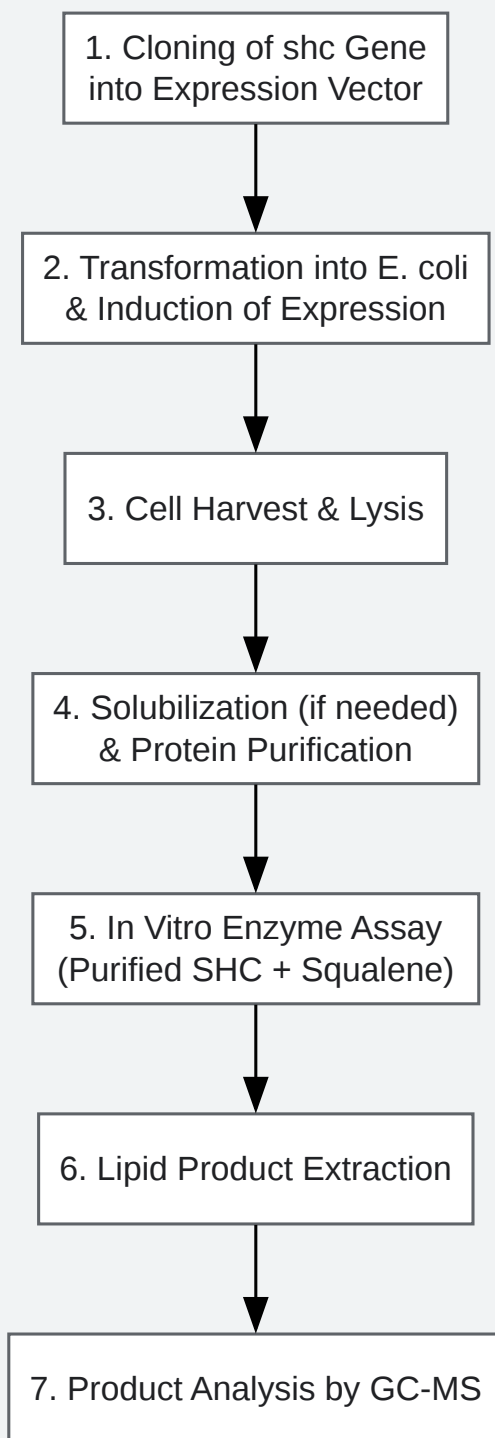 1. Cloning of shc Gene
into Expression Vector
2. Transformation into E. coli
& Induction of Expression
3. Cell Harvest & Lysis
4. Solubilization (if needed)
& Protein Purification
5. In Vitro Enzyme Assay
(Purified SHC + Squalene)
6. Lipid Product Extraction
7. Product Analysis by GC-MS